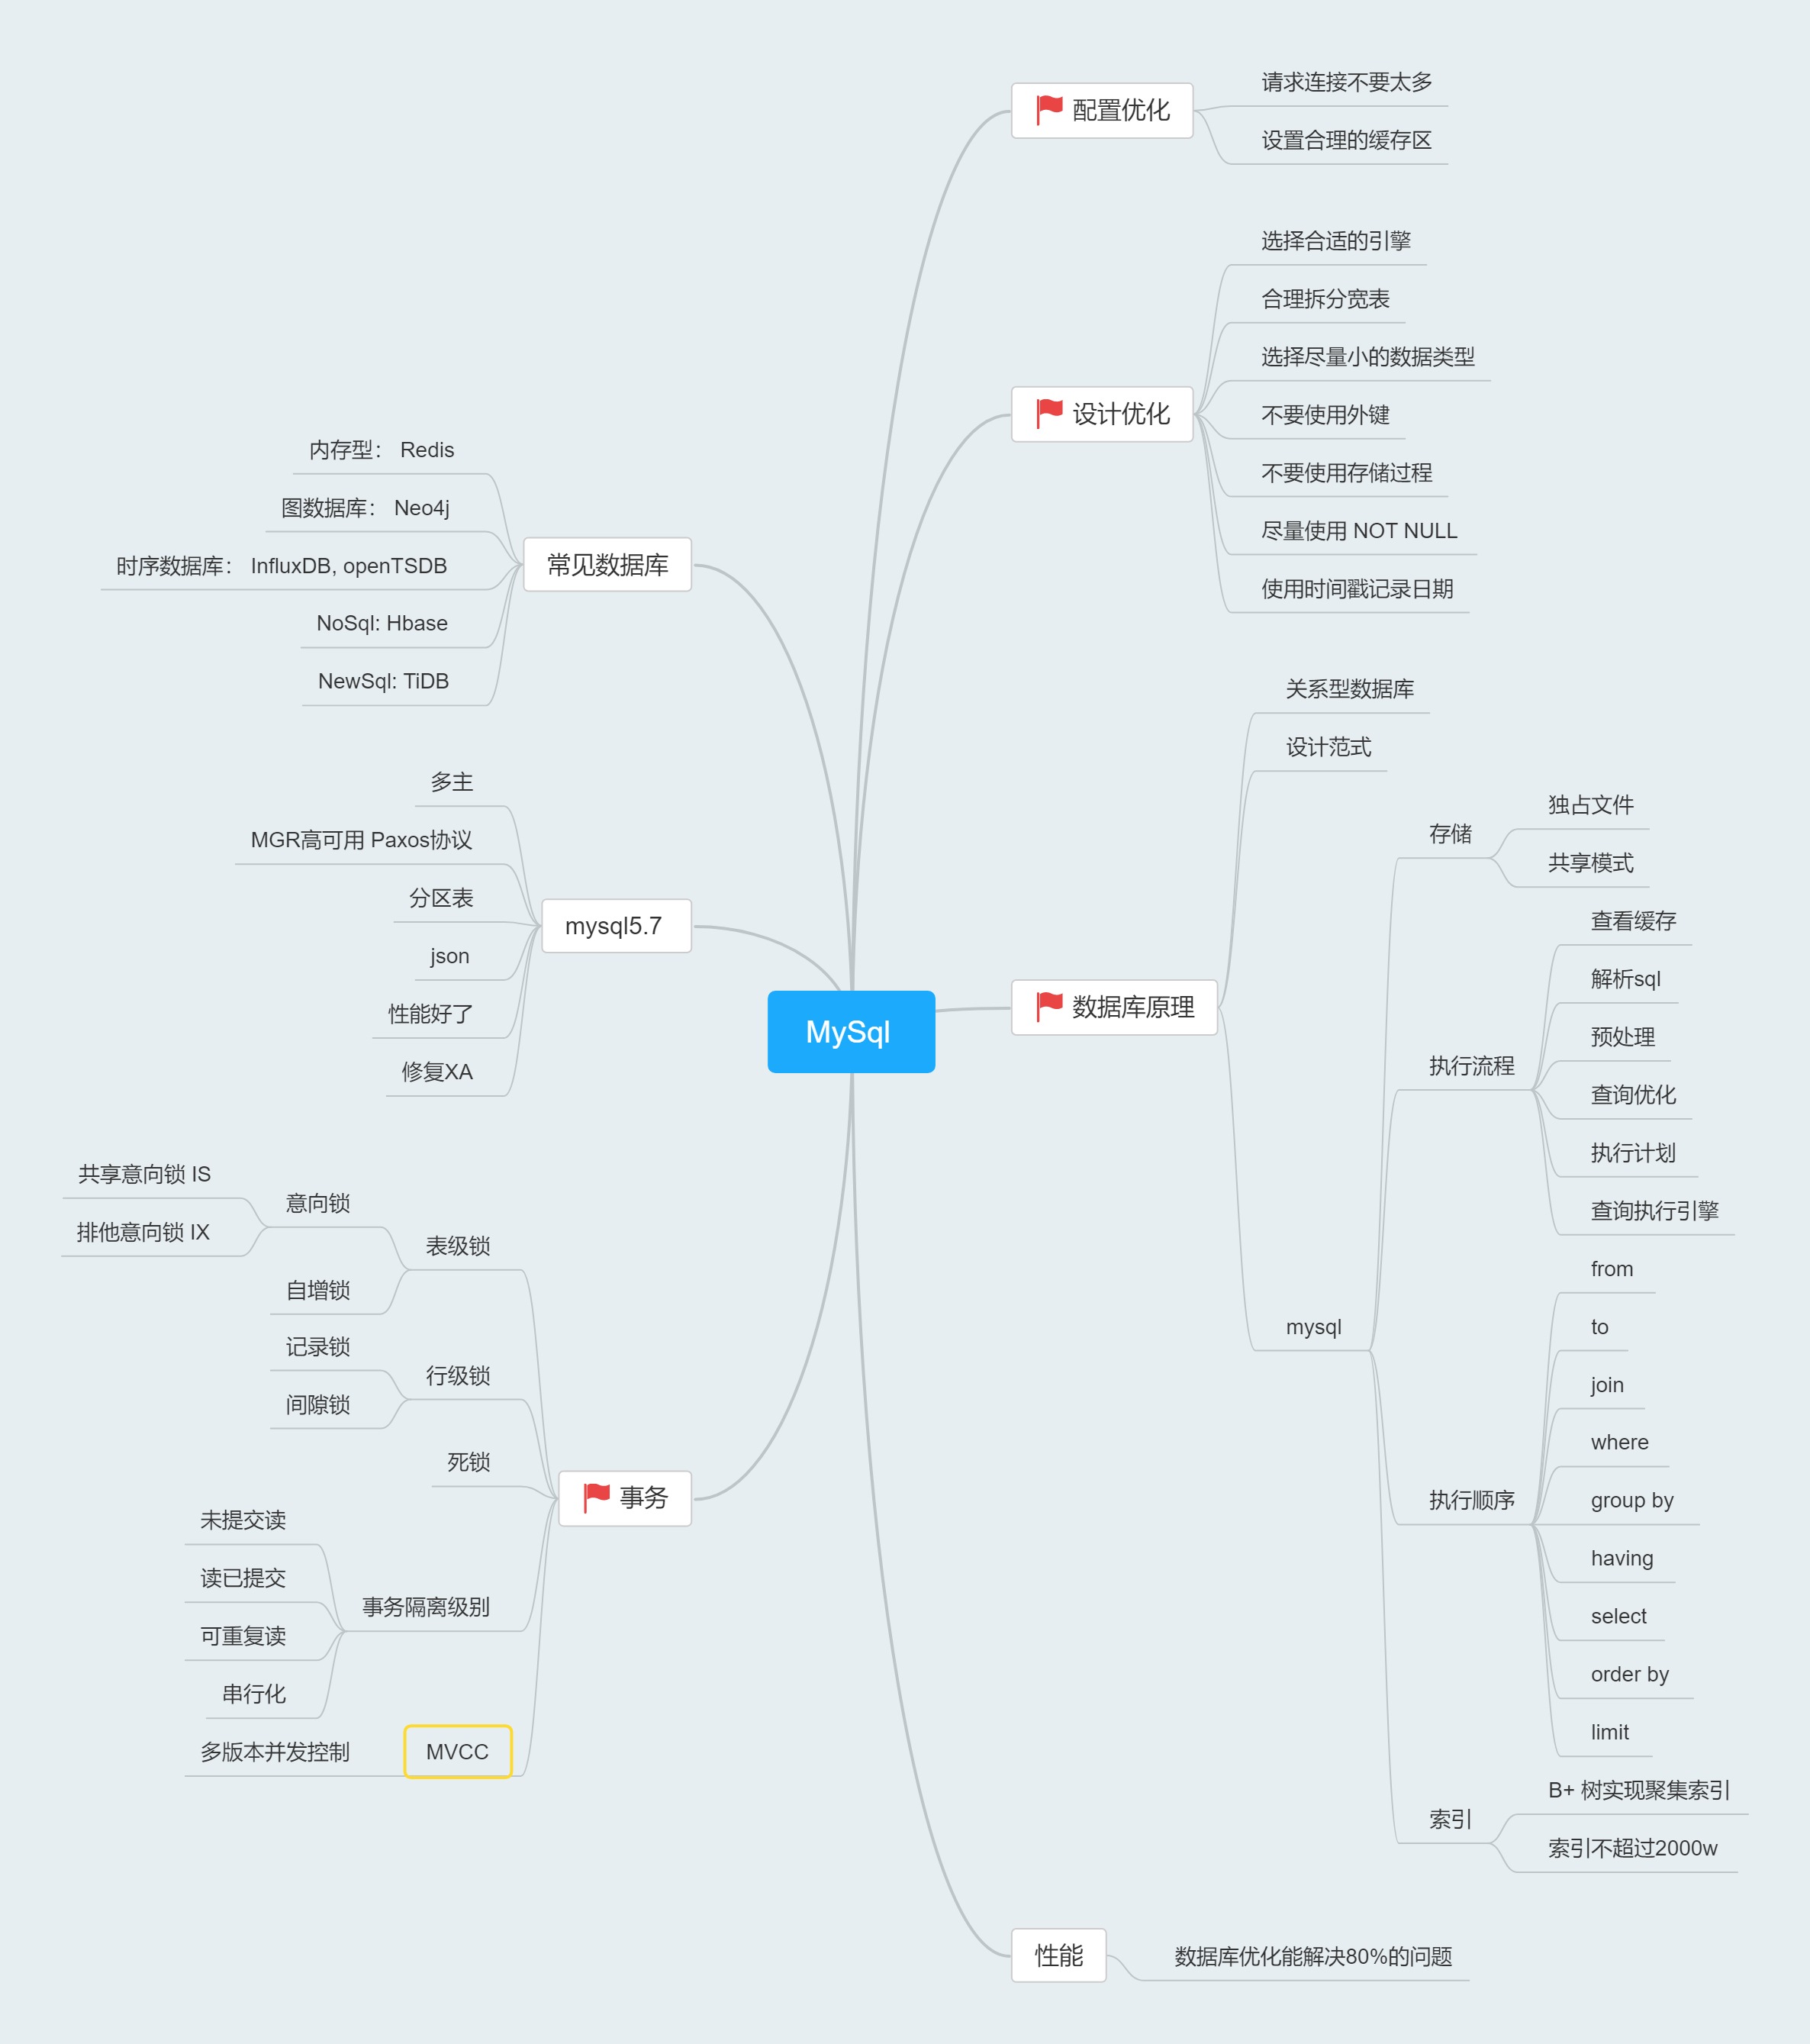 MySql
配置优化
请求连接不要太多
设置合理的缓存区
设计优化
选择合适的引擎
合理拆分宽表
选择尽量小的数据类型
不要使用外键
不要使用存储过程
尽量使用 NOT NULL
使用时间戳记录日期
数据库原理
关系型数据库
设计范式
mysql
存储
独占文件
共享模式
执行流程
查看缓存
解析sql
预处理
查询优化
执行计划
查询执行引擎
执行顺序
from
to
join
where
group by
having
select
order by
limit
索引
B+ 树实现聚集索引
索引不超过2000w
性能
数据库优化能解决80%的问题
常见数据库
内存型： Redis
图数据库： Neo4j
时序数据库： InfluxDB, openTSDB
NoSql: Hbase
NewSql: TiDB
mysql5.7
多主
MGR高可用 Paxos协议
分区表
json
性能好了
修复XA
事务
表级锁
意向锁
共享意向锁 IS
排他意向锁 IX
自增锁
行级锁
记录锁
间隙锁
死锁
事务隔离级别
未提交读
读已提交
可重复读
串行化
MVCC
多版本并发控制